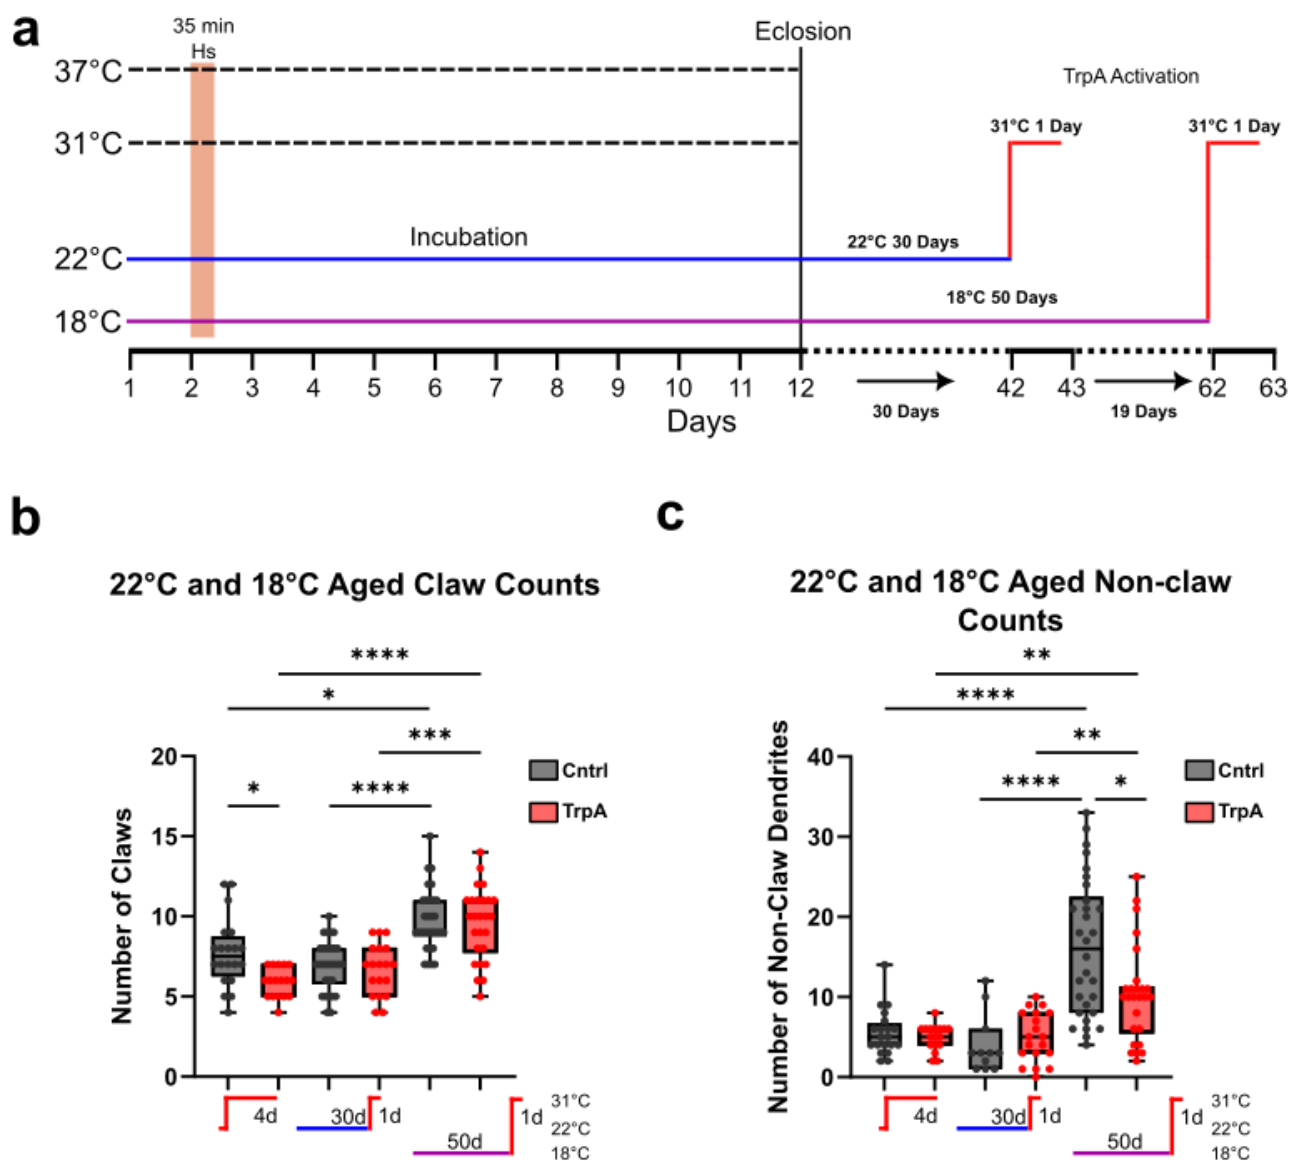 a
35 min
Hs
Eclosion
37°C
TrpA Activation
31°C
31°C 1 Day
31°C 1 Day
Incubation
22°C 30 Days
22°C
18°C 50 Days
18°C
1 2 3 4 5 6 7 8 9 10 11 12 42 43 62 63
30 Days
19 Days
Days
b
22°C and 18°C Aged Claw Counts
****
*
***
*
****
Number of Claws
20
15
10
5
0
Cntrl
TrpA
4d
30d
1d
50d
1d
31°C
22°C
18°C
c
22°C and 18°C Aged Non-claw
Counts
**
****
**
****
*
Number of Non-Claw Dendrites
40
30
20
10
0
Cntrl
TrpA
4d
30d
1d
50d
1d
31°C
22°C
18°C